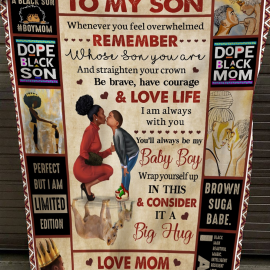 TO MY SON
A BLACK SON
#BOYMOM
Whenever you feel overwhelmed
REMEMBER
Whose Son you are
And straighten your crown
Be brave, have courage
& LOVE LIFE
I am always
with you
You'll always be my
Baby Boy
Wrap yourself up
IN THIS
& CONSIDER
IT A
Big Hug
LOVE MOM
DOPE
BLACK
SON
DOPE
BLACK
MOM
PERFECT
BUT I AM
LIMITED
EDITION
BROWN
SUGA
BABE.